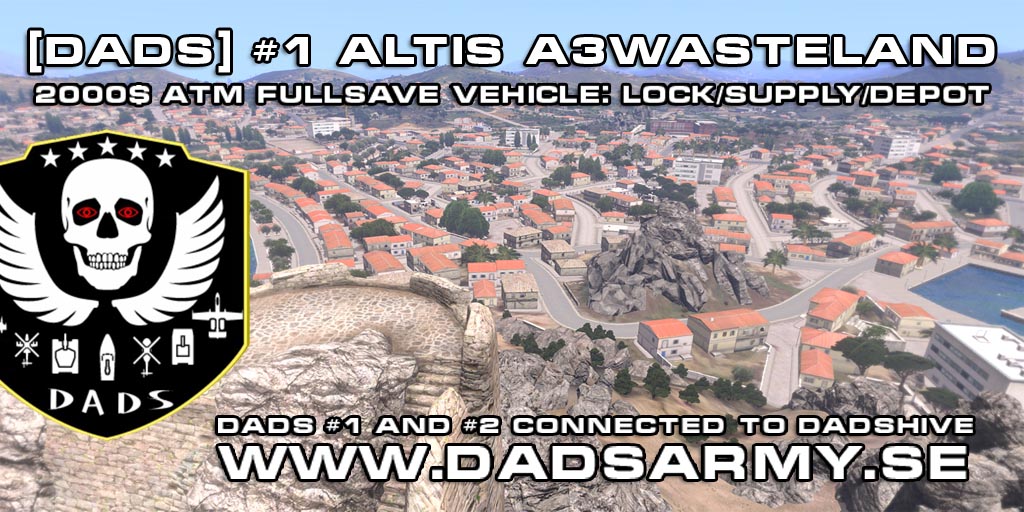 [DADS] #1 ALTIS A3WASTELAND
2000$ ATM FULLSAVE VEHICLE: LOCK/SUPPLY/DEPOT
DADS
DADS #1 AND #2 CONNECTED TO DADSHIVE
WWW.DADSARMY.SE